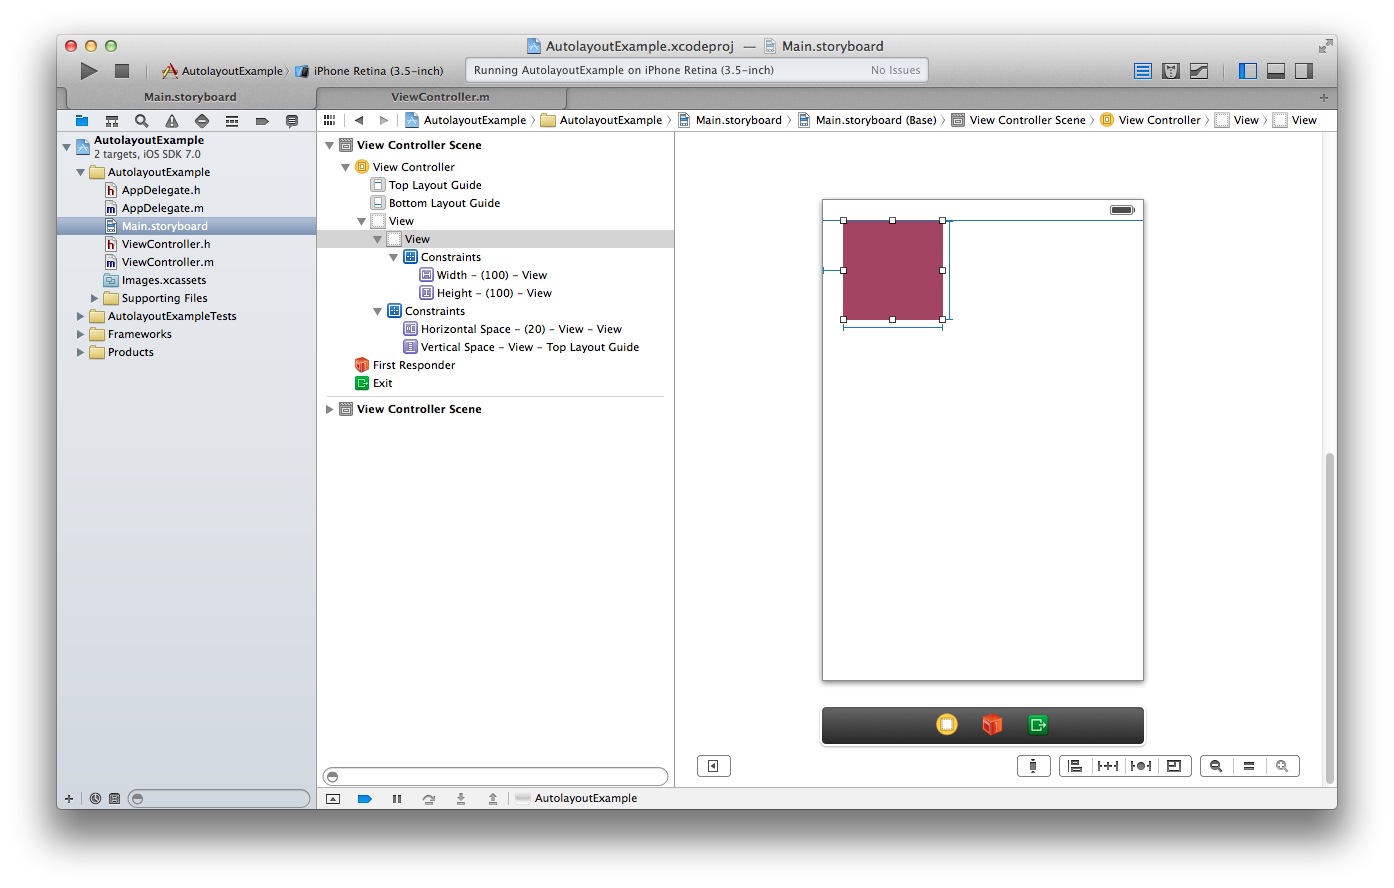 AutolayoutExample.xcodeproj — Main.storyboard
AutolayoutExample iPhone Retina (3.5-inch)
Running AutolayoutExample on iPhone Retina (3.5-inch) No Issues
Main.storyboard ViewController.m
AutolayoutExample AutolayoutExample Main.storyboard Main.storyboard (Base) View Controller Scene View Controller View View
AutolayoutExample
2 targets, iOS SDK 7.0
AutolayoutExample
AppDelegate.h
AppDelegate.m
Main.storyboard
ViewController.h
ViewController.m
Images.xcassets
Supporting Files
AutolayoutExampleTests
Frameworks
Products
View Controller Scene
View Controller
Top Layout Guide
Bottom Layout Guide
View
View
Constraints
Width - (100) - View
Height - (100) - View
Constraints
Horizontal Space - (20) - View - View
Vertical Space - View - Top Layout Guide
First Responder
Exit
View Controller Scene
AutolayoutExample